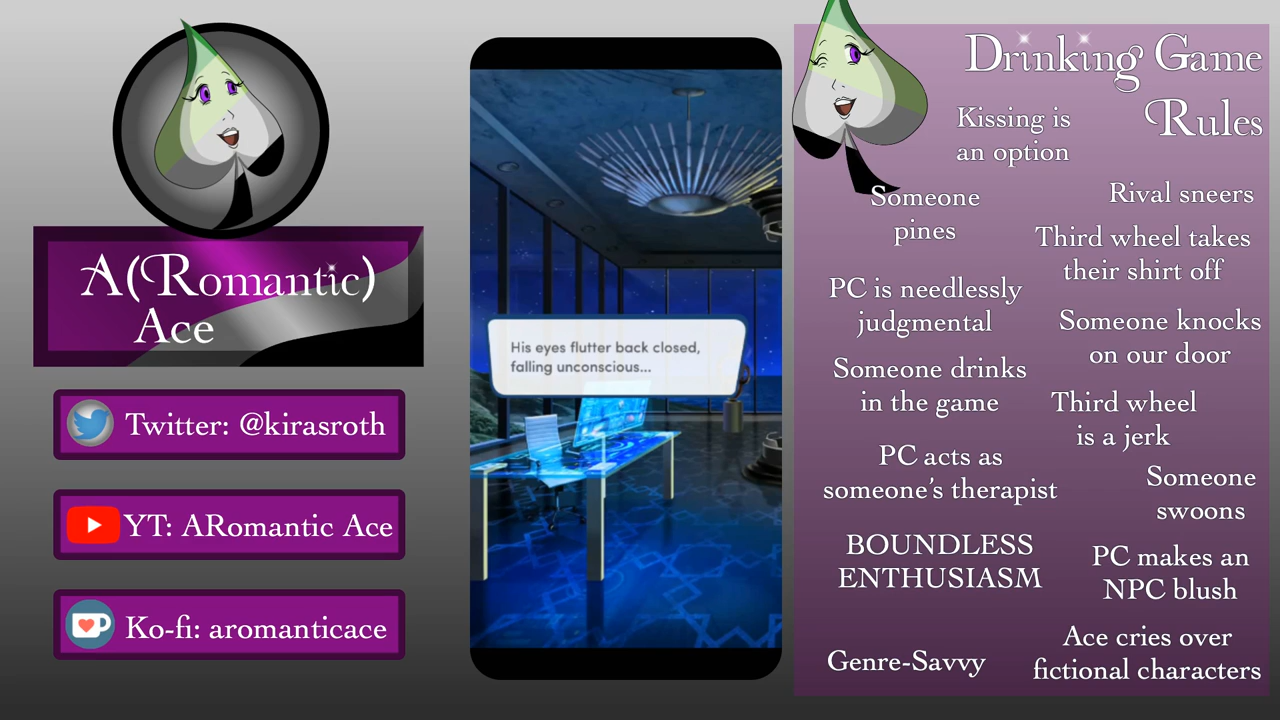 A(Romantic)
Ace
Twitter: @kirasroth
YT: ARomantic Ace
Ko-fi: aromanticace
His eyes flutter back closed,
falling unconscious...
Drinking Game
Rules
Kissing is
an option
Someone
pines
Rival sneers
Third wheel takes
their shirt off
PC is needlessly
judgmental
Someone knocks
on our door
Someone drinks
in the game
Third wheel
is a jerk
PC acts as
someone's therapist
Someone
swoons
BOUNDLESS
ENTHUSIASM
PC makes an
NPC blush
Genre-Savvy
Ace cries over
fictional characters